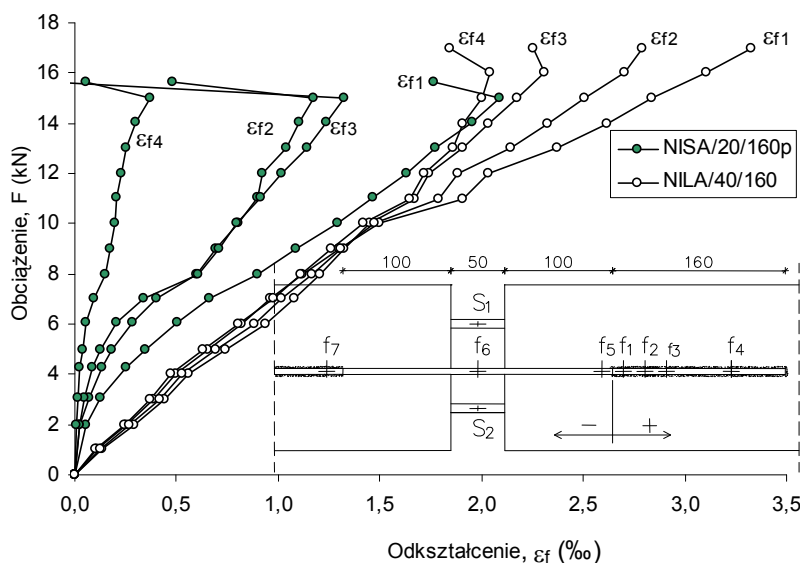 18
16
14
12
10
8
6
4
2
0
Obciążenie, F (kN)
εf4
εf3
εf2
εf1
εf1
εf2
εf3
εf4
NISA/20/160p
NILA/40/160
100
50
100
160
S1
f7
f6
f5
f1
f2
f3
f4
S2
−
+
0,0
0,5
1,0
1,5
2,0
2,5
3,0
3,5
Odkształcenie, εf (‰)